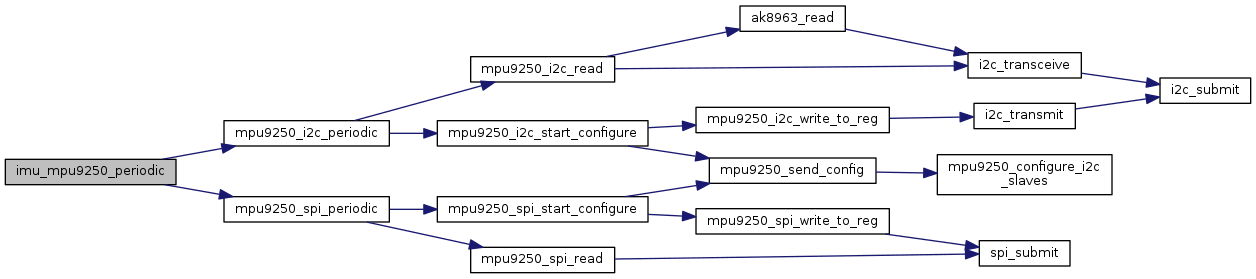 imu_mpu9250_periodic
mpu9250_i2c_periodic
mpu9250_spi_periodic
mpu9250_i2c_read
mpu9250_i2c_start_configure
mpu9250_spi_start_configure
mpu9250_spi_read
ak8963_read
mpu9250_i2c_write_to_reg
mpu9250_send_config
mpu9250_spi_write_to_reg
i2c_transceive
i2c_transmit
mpu9250_configure_i2c
_slaves
spi_submit
i2c_submit